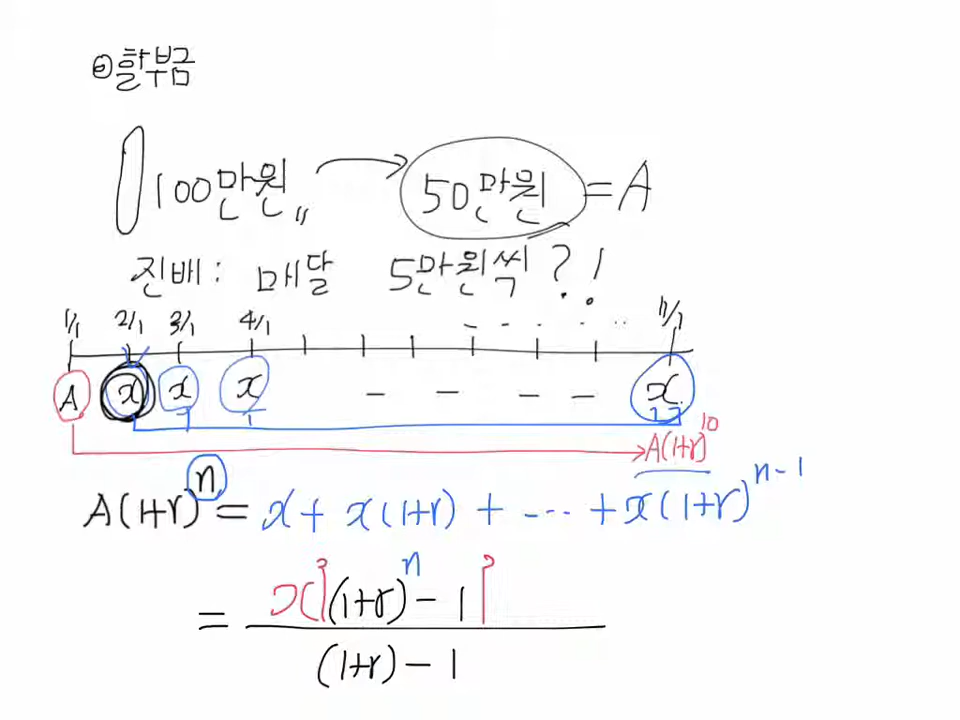 ⊙할부금
100만원 〃 → 50만원 = A
진배 : 매달 5만원씩 ? !
1/1 2/1 3/1 4/1 - - - - ·· 11/1
A x x x - - - - x
A(1+r)^10
A(1+r)^n = x + x(1+r) + - ·· + x(1+r)^{n-1}
= x{(1+r)^n - 1} / (1+r) - 1